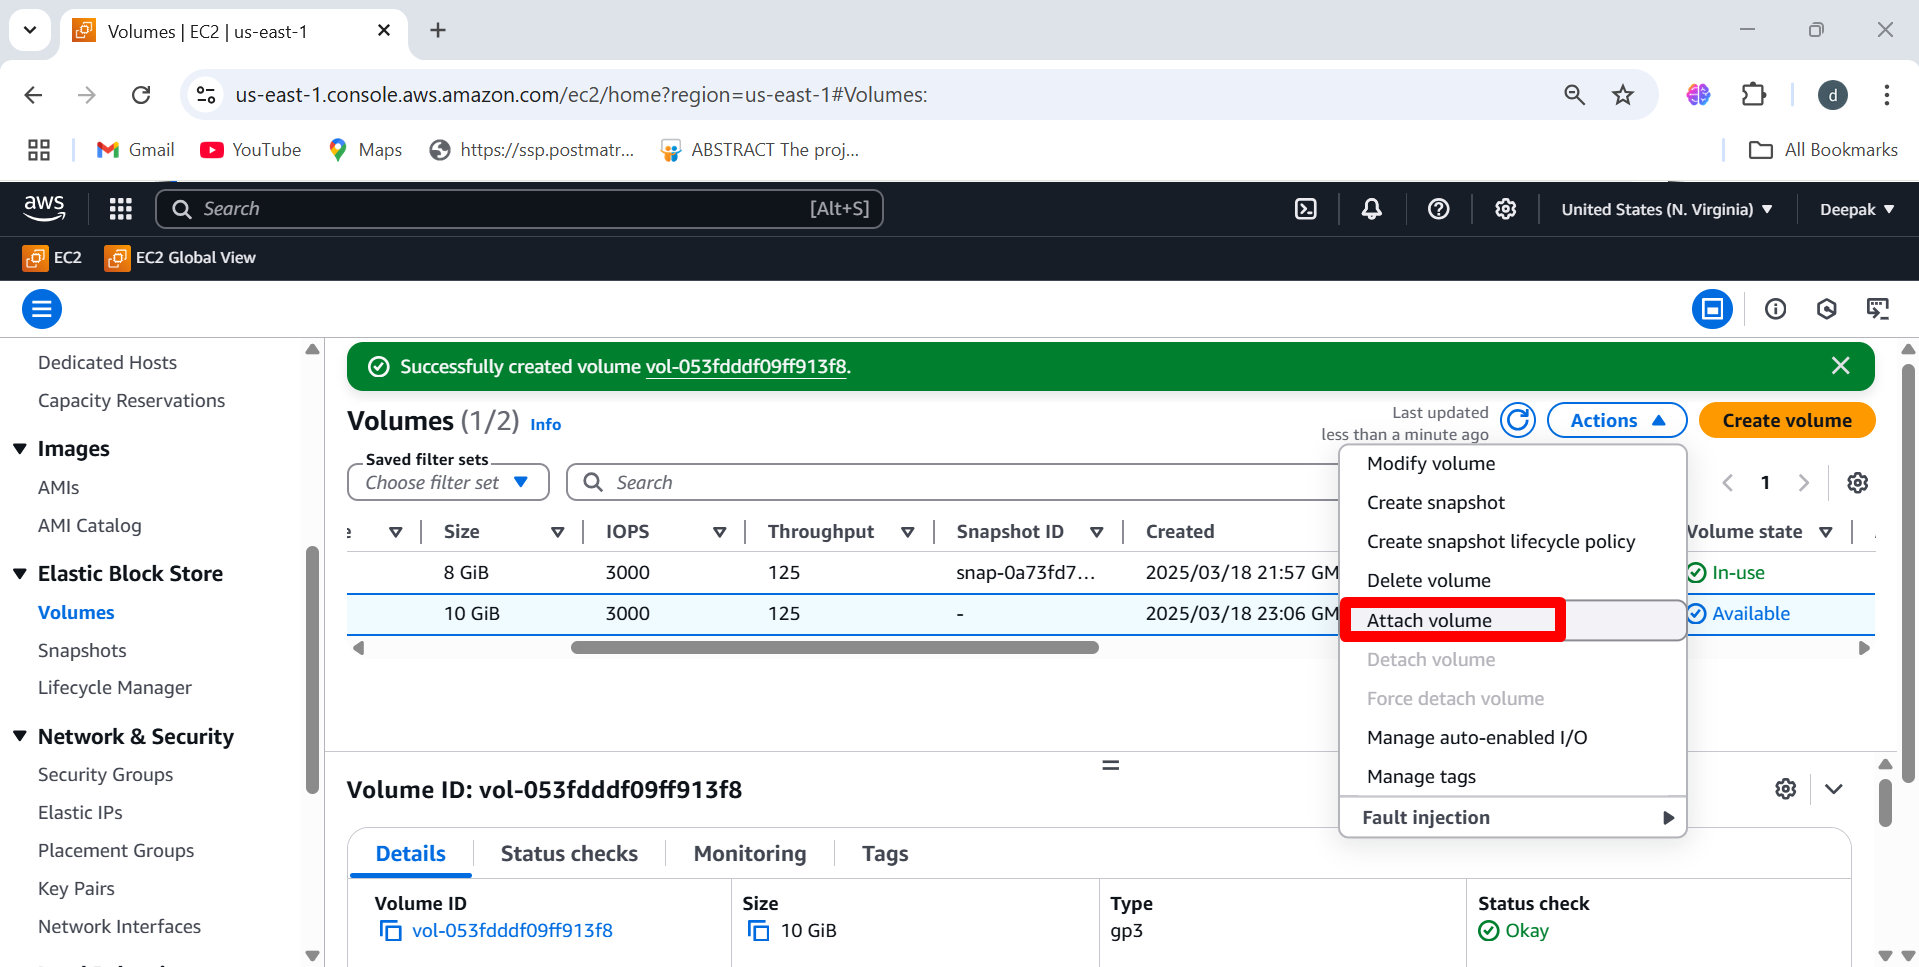 Volumes | EC2 | us-east-1
us-east-1.console.aws.amazon.com/ec2/home?region=us-east-1#Volumes:
d
Gmail
YouTube
Maps
https://ssp.postmatr...
ABSTRACT The proj...
All Bookmarks
aws
Search
[Alt+S]
United States (N. Virginia)
Deepak
EC2
EC2 Global View
Dedicated Hosts
Capacity Reservations
Images
AMIs
AMI Catalog
Elastic Block Store
Volumes
Snapshots
Lifecycle Manager
Network & Security
Security Groups
Elastic IPs
Placement Groups
Key Pairs
Network Interfaces
Successfully created volume vol-053fdddf09ff913f8.
Volumes (1/2) Info
Last updated
less than a minute ago
Actions
Create volume
Saved filter sets
Choose filter set
Search
1
e Size IOPS Throughput Snapshot ID Created Volume state
8 GiB 3000 125 snap-0a73fd7... 2025/03/18 21:57 GM In-use
10 GiB 3000 125 - 2025/03/18 23:06 GM Available
Modify volume
Create snapshot
Create snapshot lifecycle policy
Delete volume
Attach volume
Detach volume
Force detach volume
Manage auto-enabled I/O
Manage tags
Fault injection
Volume ID: vol-053fdddf09ff913f8
Details
Status checks
Monitoring
Tags
Volume ID
vol-053fdddf09ff913f8
Size
10 GiB
Type
gp3
Status check
Okay